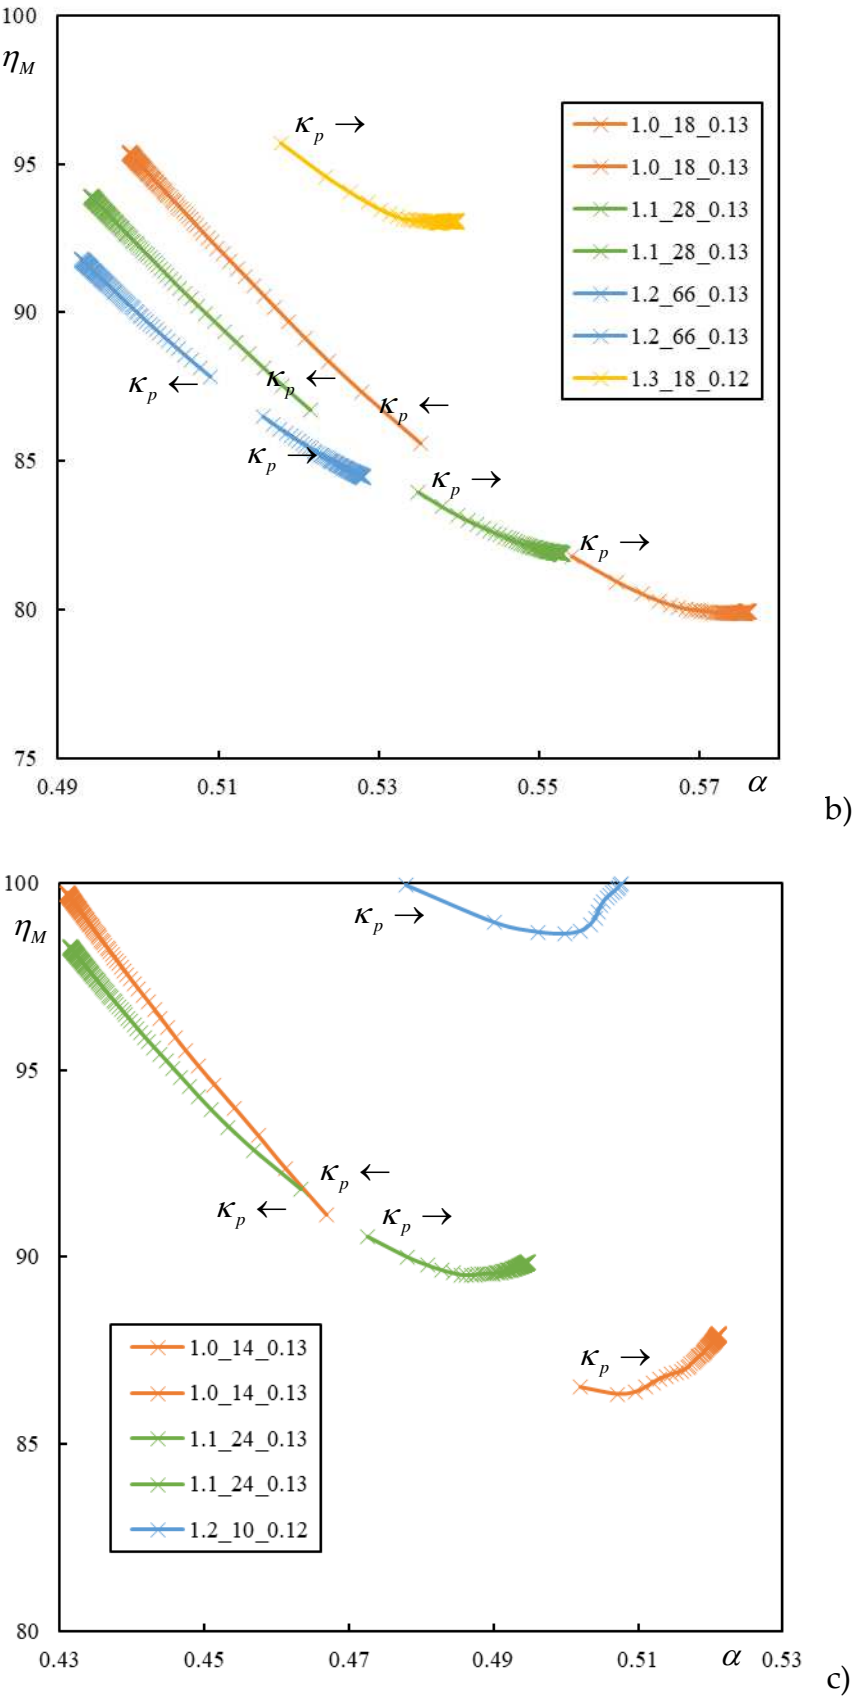 100
η_M
κ_p →
1.0_18_0.13
1.0_18_0.13
95
1.1_28_0.13
1.1_28_0.13
1.2_66_0.13
90
1.2_66_0.13
κ_p ← κ_p ← 1.3_18_0.12
κ_p ←
85
κ_p → κ_p →
κ_p →
80
75
0.49 0.51 0.53 0.55 0.57 α
b)
100
κ_p →
η_M
95
κ_p ←
κ_p ← κ_p →
90
1.0_14_0.13
κ_p →
1.0_14_0.13
85
1.1_24_0.13
1.1_24_0.13
1.2_10_0.12
80
0.43 0.45 0.47 0.49 0.51 α 0.53
c)